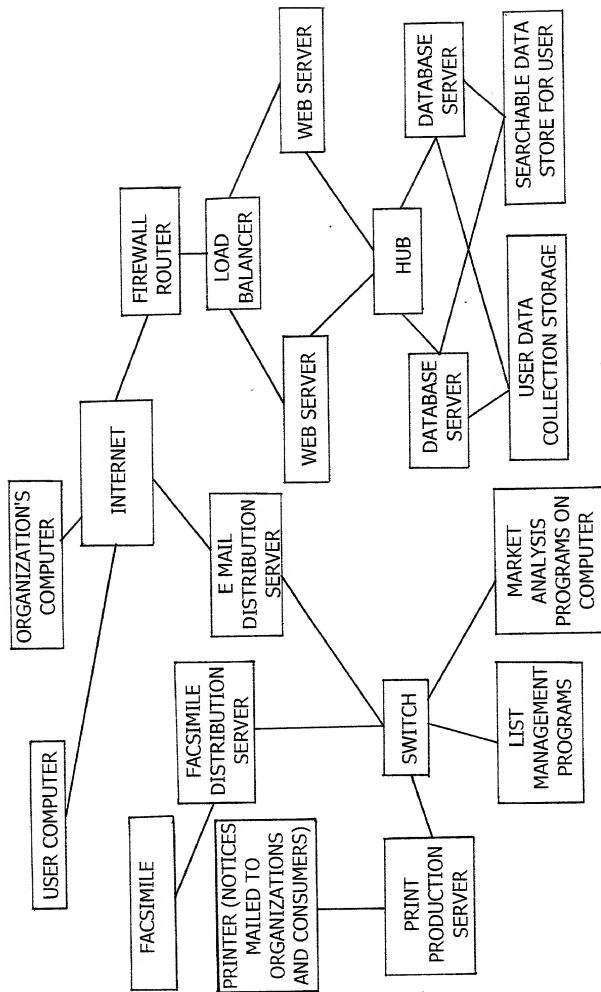 USER COMPUTER
ORGANIZATION'S
COMPUTER
INTERNET
FIREWALL
ROUTER
LOAD
BALANCER
WEB SERVER
WEB SERVER
HUB
DATABASE
SERVER
DATABASE
SERVER
USER DATA
COLLECTION STORAGE
SEARCHABLE DATA
STORE FOR USER
FACSIMILE
FACSIMILE
DISTRIBUTION
SERVER
E MAIL
DISTRIBUTION
SERVER
PRINTER (NOTICES
MAILED TO
ORGANIZATIONS
AND CONSUMERS)
SWITCH
PRINT
PRODUCTION
SERVER
LIST
MANAGEMENT
PROGRAMS
MARKET
ANALYSIS
PROGRAMS ON
COMPUTER